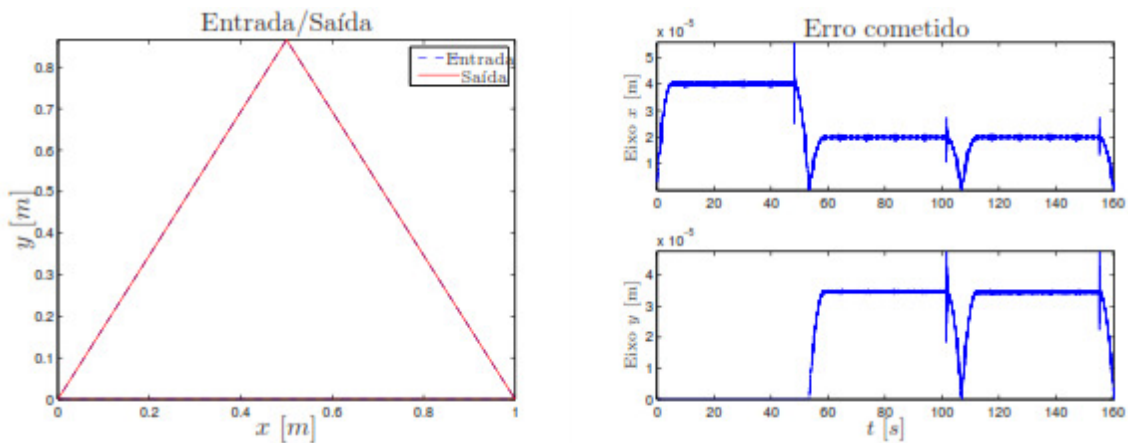 Entrada/Saída
Entrada
Saída
0.8
0.7
0.6
0.5
0.4
0.3
0.2
0.1
0
y [m]
0 0.2 0.4 0.6 0.8 1
x [m]
Erro cometido
x 10^-5
5
4
3
2
1
Eixo x [m]
0 20 40 60 80 100 120 140 160
x 10^-5
4
3
2
1
0
Eixo y [m]
0 20 40 60 80 100 120 140 160
t [s]